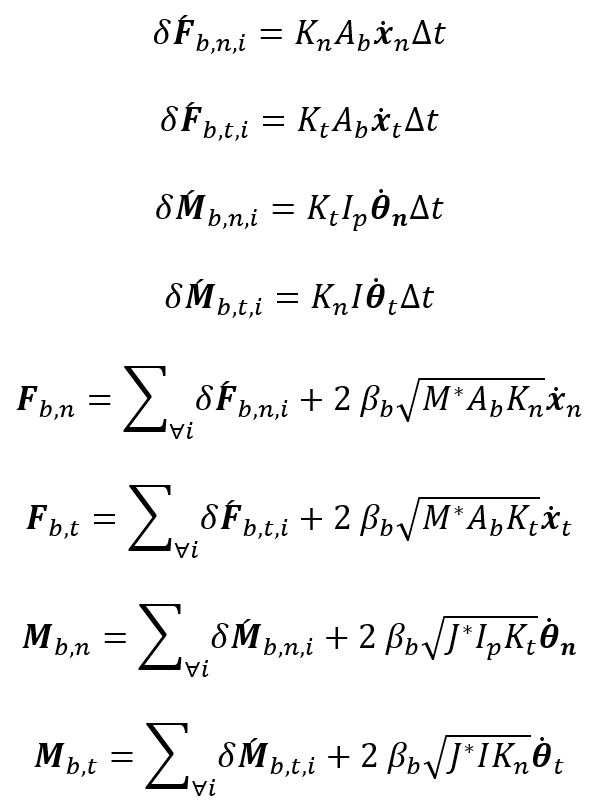 δF́_{b,n,i} = K_n A_b ẋ_n Δt
δF́_{b,t,i} = K_t A_b ẋ_t Δt
δḾ_{b,n,i} = K_t I_p θ̇_n Δt
δḾ_{b,t,i} = K_n I θ̇_t Δt
F_{b,n} = ∑_{∀i} δF́_{b,n,i} + 2 β_b √(M* A_b K_n) ẋ_n
F_{b,t} = ∑_{∀i} δF́_{b,t,i} + 2 β_b √(M* A_b K_t) ẋ_t
M_{b,n} = ∑_{∀i} δḾ_{b,n,i} + 2 β_b √(J* I_p K_t) θ̇_n
M_{b,t} = ∑_{∀i} δḾ_{b,t,i} + 2 β_b √(J* I K_n) θ̇_t